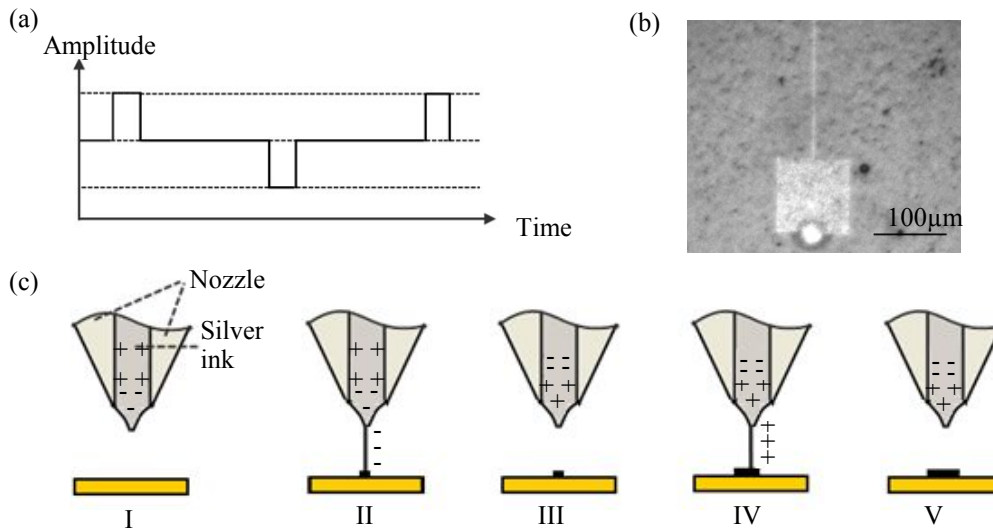 (a)
Amplitude
Time
(b)
100µm
(c)
Nozzle
Silver
ink
+ +
+ +
- -
-
+ +
+ +
- -
-
-
-
-
- -
- -
+ +
+
- -
- -
+ +
+
+
+
+
- -
- -
+ +
+
I II III IV V